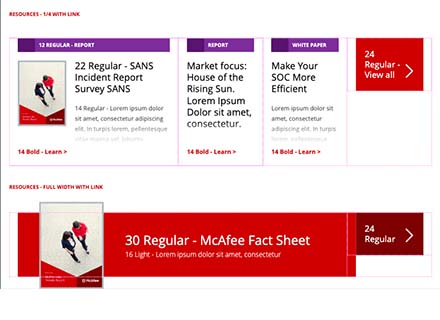 RESOURCES - 1/4 WITH LINK
12 REGULAR - REPORT
22 Regular - SANS
Incident Report
Survey SANS
14 Regular - Lorem ipsum dolor
sit amet, consectetur adipiscing
elit. In turpis lorem, pellentesque
14 Bold - Learn >
REPORT
Market focus:
House of the
Rising Sun.
Lorem Ipsum
Dolor sit amet,
consectetur.
14 Bold - Learn >
WHITE PAPER
Make Your
SOC More
Efficient
Lorem ipsum dolor sit
amet, consectetur
adipiscing elit. In
14 Bold - Learn >
24
Regular -
View all
RESOURCES - FULL WIDTH WITH LINK
McAfee
30 Regular - McAfee Fact Sheet
16 Light - Lorem ipsum dolor sit amet, consectetur
24
Regular